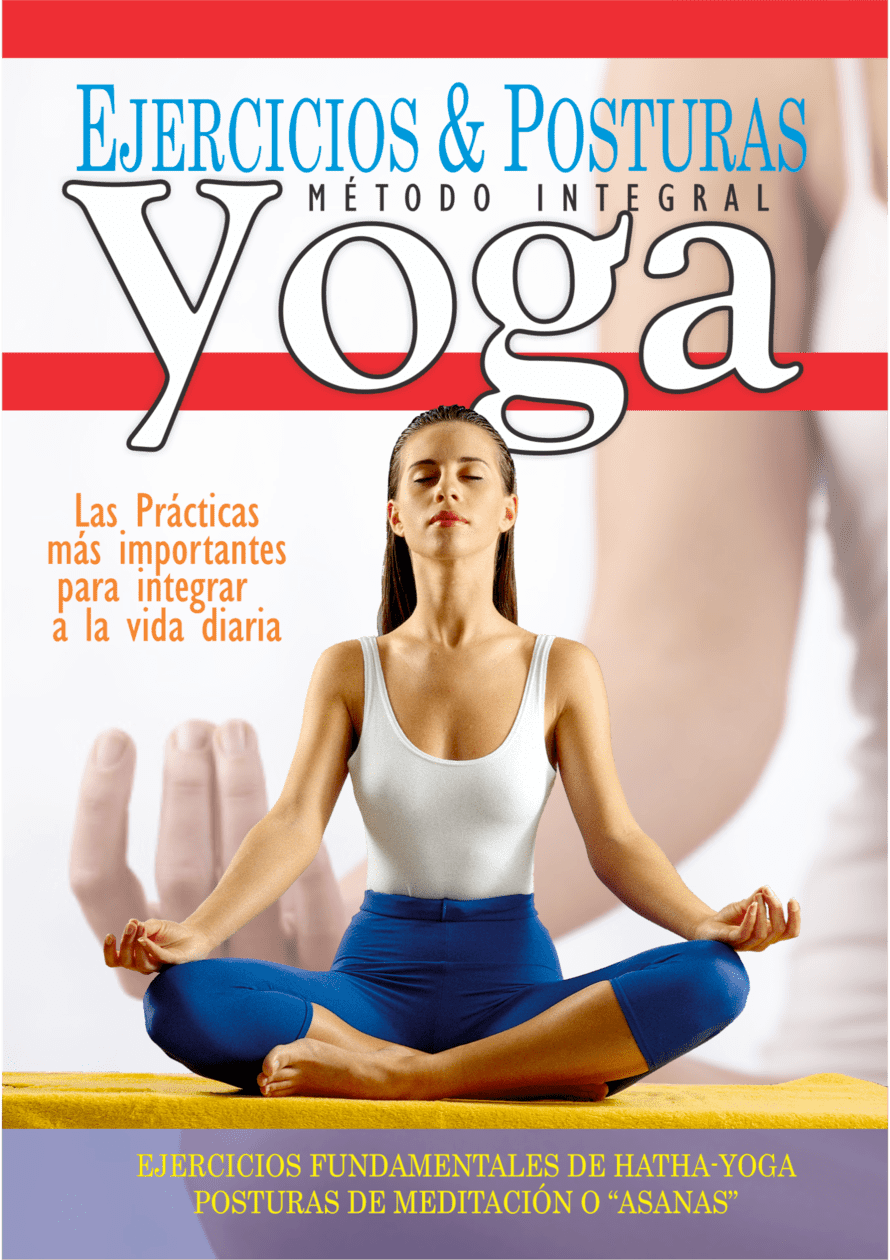 EJERCICIOS & POSTURAS
MÉTODO INTEGRAL
yoga
Las Prácticas
más importantes
para integrar
a la vida diaria
EJERCICIOS FUNDAMENTALES DE HATHA-YOGA
POSTURAS DE MEDITACIÓN O “ASANAS”